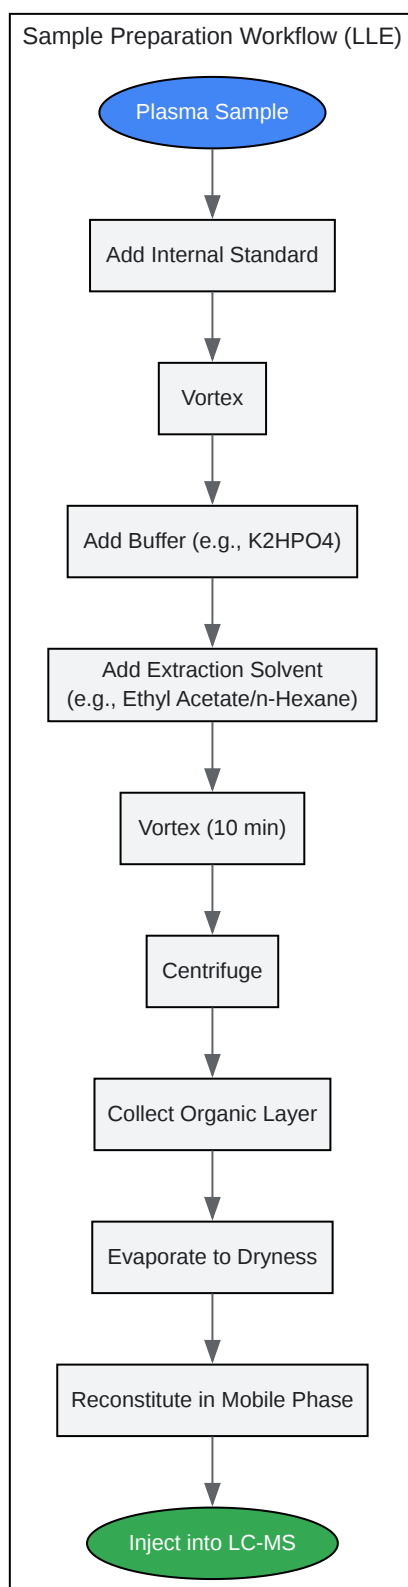 Sample Preparation Workflow (LLE)
Plasma Sample
Add Internal Standard
Vortex
Add Buffer (e.g., K2HPO4)
Add Extraction Solvent
(e.g., Ethyl Acetate/n-Hexane)
Vortex (10 min)
Centrifuge
Collect Organic Layer
Evaporate to Dryness
Reconstitute in Mobile Phase
Inject into LC-MS